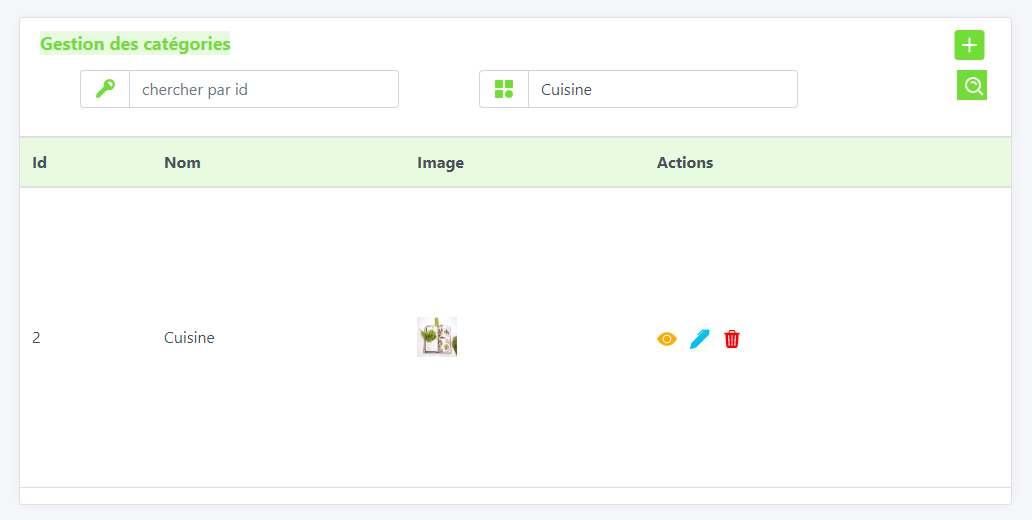 Gestion des catégories
chercher par id
Cuisine
Id Nom Image Actions
2 Cuisine